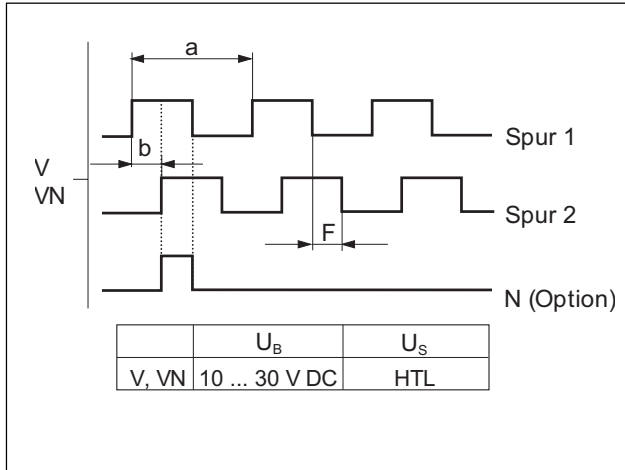 a
Spur 1
b
V
VN
Spur 2
F
N (Option)
U_B U_S
V, VN 10 ... 30 V DC HTL